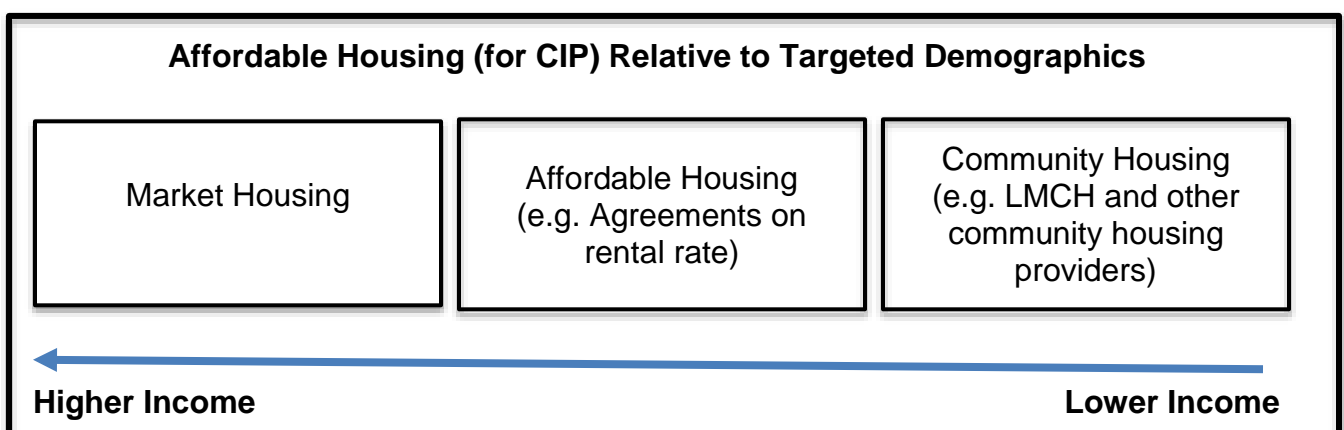 Affordable Housing (for CIP) Relative to Targeted Demographics
Market Housing
Affordable Housing
(e.g. Agreements on
rental rate)
Community Housing
(e.g. LMCH and other
community housing
providers)
Higher Income
Lower Income